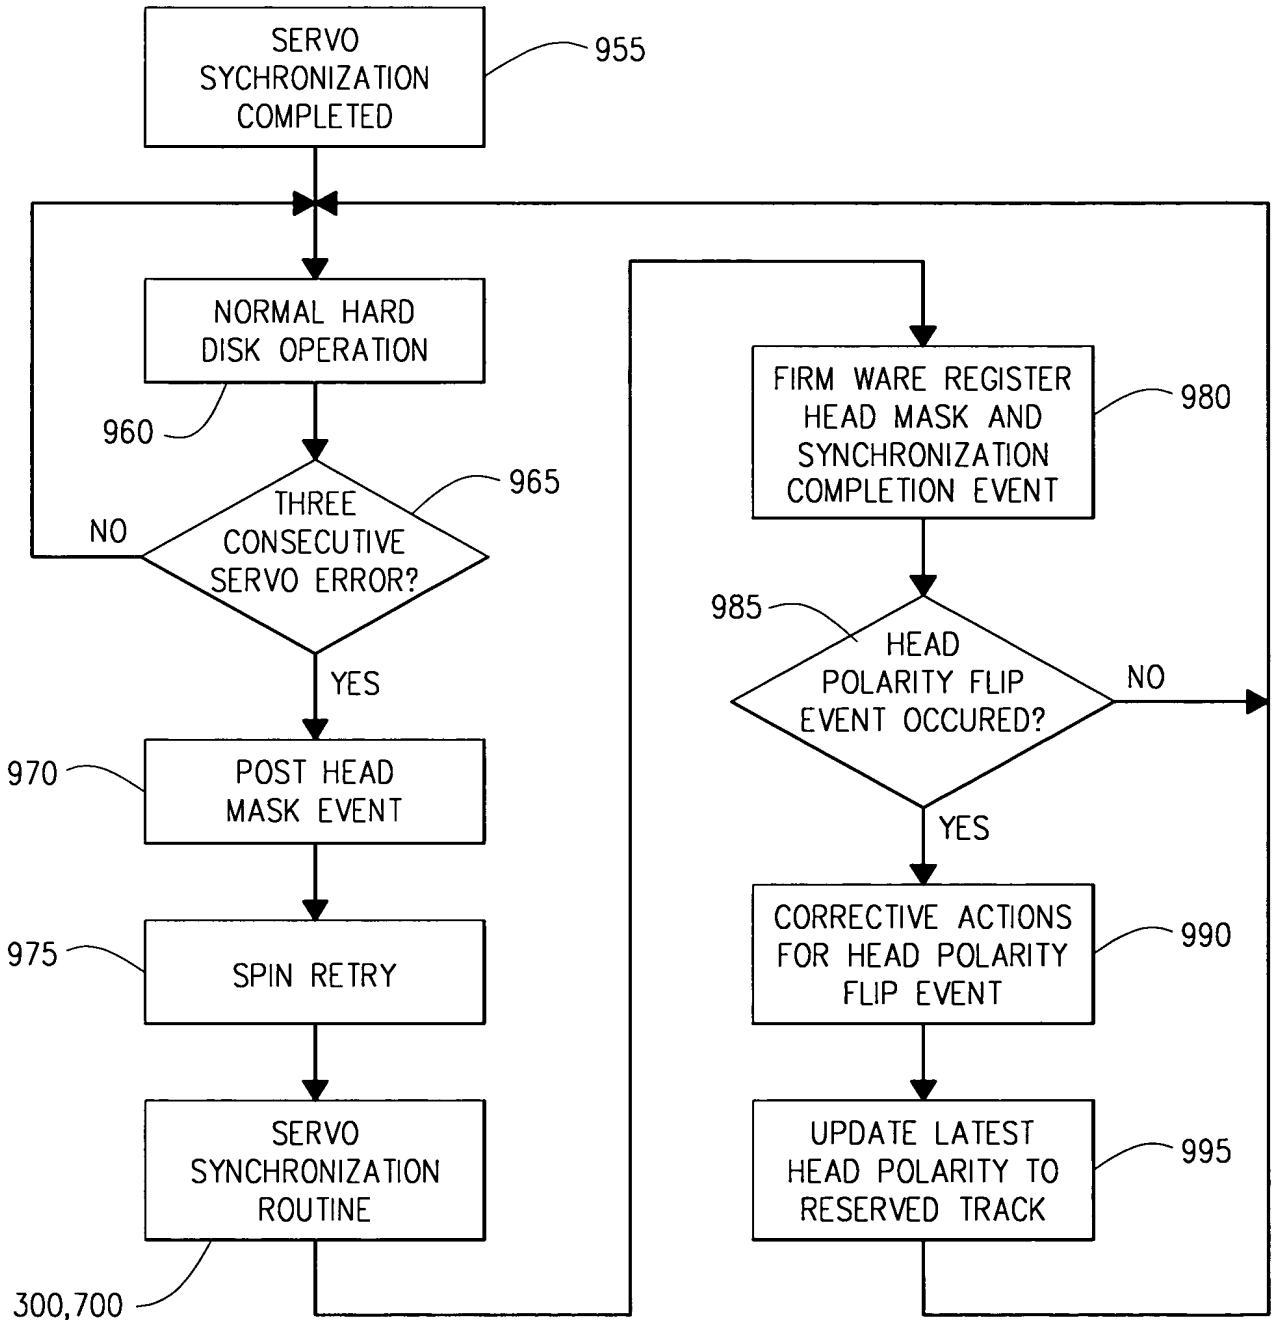 SERVO
SYCHRONIZATION
COMPLETED
955
NORMAL HARD
DISK OPERATION
960
THREE
CONSECUTIVE
SERVO ERROR?
965
NO
YES
POST HEAD
MASK EVENT
970
SPIN RETRY
975
SERVO
SYNCHRONIZATION
ROUTINE
300,700
FIRM WARE REGISTER
HEAD MASK AND
SYNCHRONIZATION
COMPLETION EVENT
980
985
HEAD
POLARITY FLIP
EVENT OCCURED?
NO
YES
CORRECTIVE ACTIONS
FOR HEAD POLARITY
FLIP EVENT
990
UPDATE LATEST
HEAD POLARITY TO
RESERVED TRACK
995